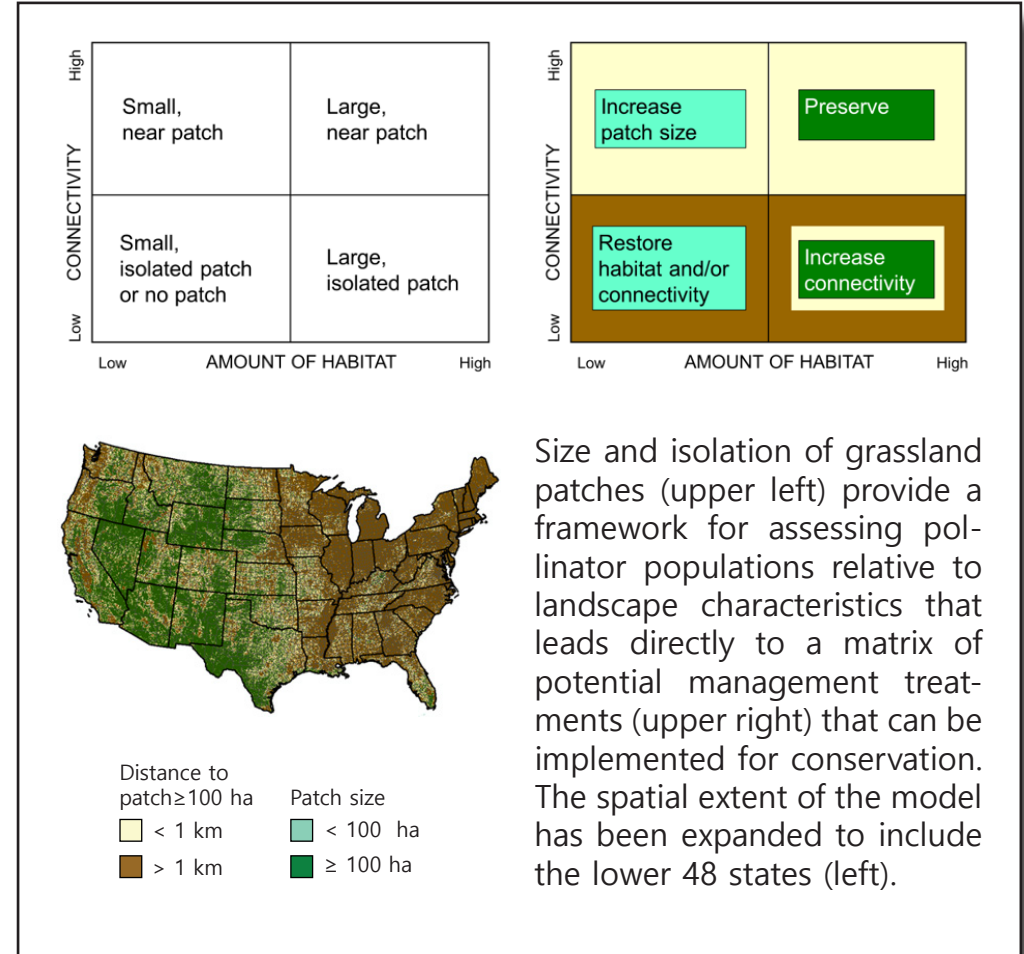 High
CONNECTIVITY
Low
Small,
near patch
Large,
near patch
Small,
isolated patch
or no patch
Large,
isolated patch
Low
AMOUNT OF HABITAT
High
High
CONNECTIVITY
Low
Increase
patch size
Preserve
Restore
habitat and/or
connectivity
Increase
connectivity
Low
AMOUNT OF HABITAT
High
Distance to
patch≥100 ha
< 1 km
> 1 km
Patch size
< 100 ha
≥ 100 ha
Size and isolation of grassland
patches (upper left) provide a
framework for assessing pol-
linator populations relative to
landscape characteristics that
leads directly to a matrix of
potential management treat-
ments (upper right) that can be
implemented for conservation.
The spatial extent of the model
has been expanded to include
the lower 48 states (left).